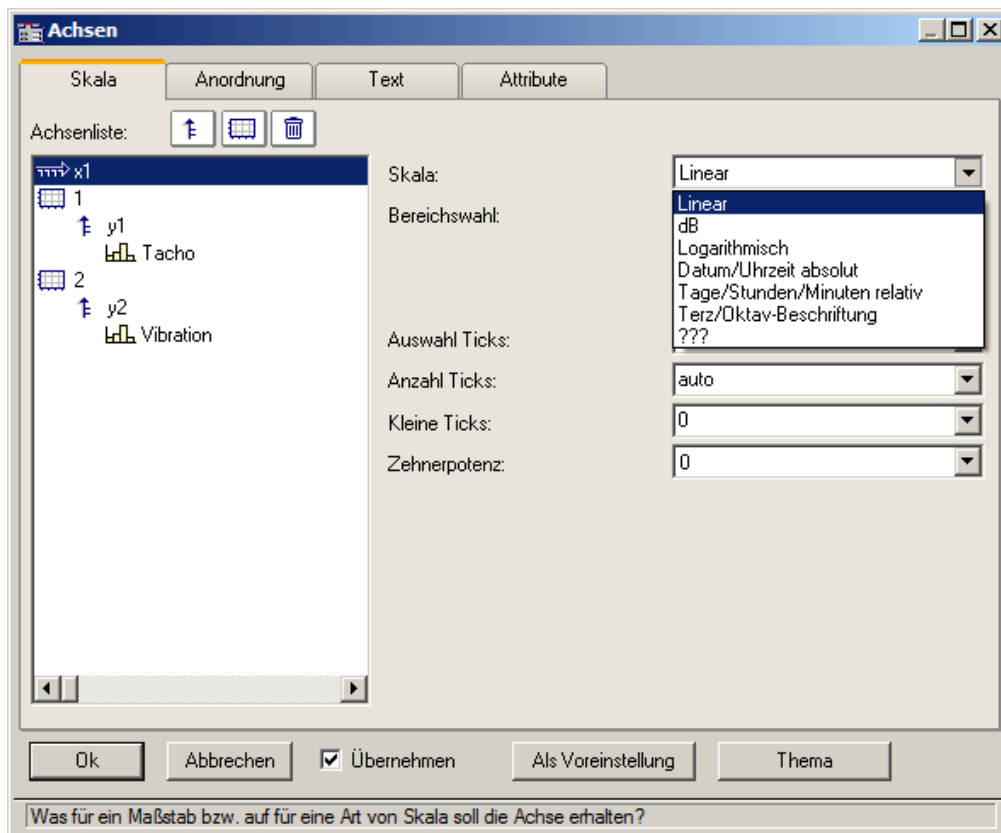 Achsen
Skala Anordnung Text Attribute
Achsenliste:
x1
1
y1
Tacho
2
y2
Vibration
Skala: Linear
Bereichswahl:
Linear
dB
Logarithmisch
Datum/Uhrzeit absolut
Tage/Stunden/Minuten relativ
Terz/Oktav-Beschriftung
???
Auswahl Ticks:
Anzahl Ticks: auto
Kleine Ticks: 0
Zehnerpotenz: 0
Ok Abbrechen Übernehmen Als Voreinstellung Thema
Was für ein Maßstab bzw. auf für eine Art von Skala soll die Achse erhalten?